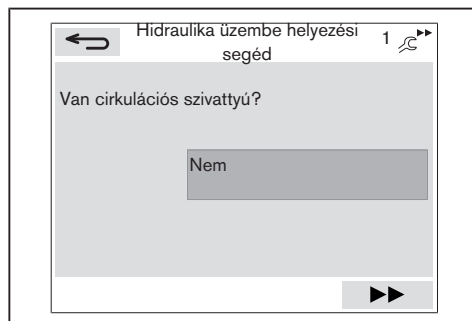 Hidraulika üzembe helyezési
segéd
1
Van cirkulációs szivattyú?
Nem